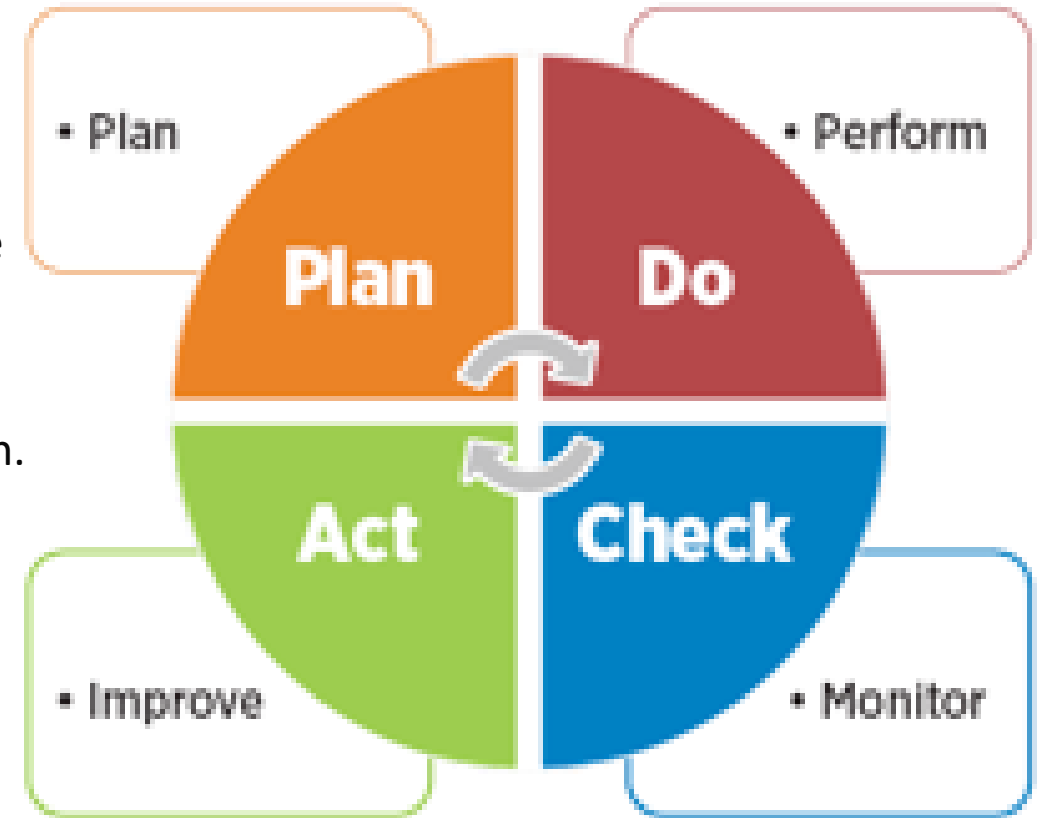 • Plan
• Perform
e
Plan
Do
n.
Act
Check
• Improve
• Monitor